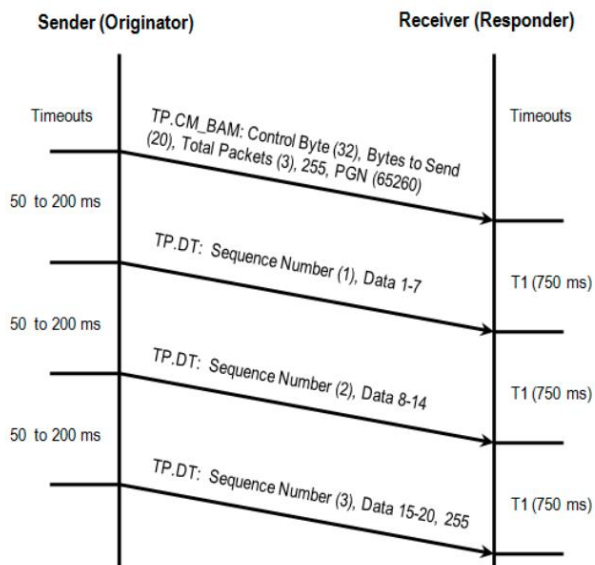 Sender (Originator)
Receiver (Responder)
Timeouts
Timeouts
TP.CM_BAM: Control Byte (32), Bytes to Send
(20), Total Packets (3), 255, PGN (65260)
50 to 200 ms
TP.DT: Sequence Number (1), Data 1-7
T1 (750 ms)
50 to 200 ms
TP.DT: Sequence Number (2), Data 8-14
T1 (750 ms)
50 to 200 ms
TP.DT: Sequence Number (3), Data 15-20, 255
T1 (750 ms)